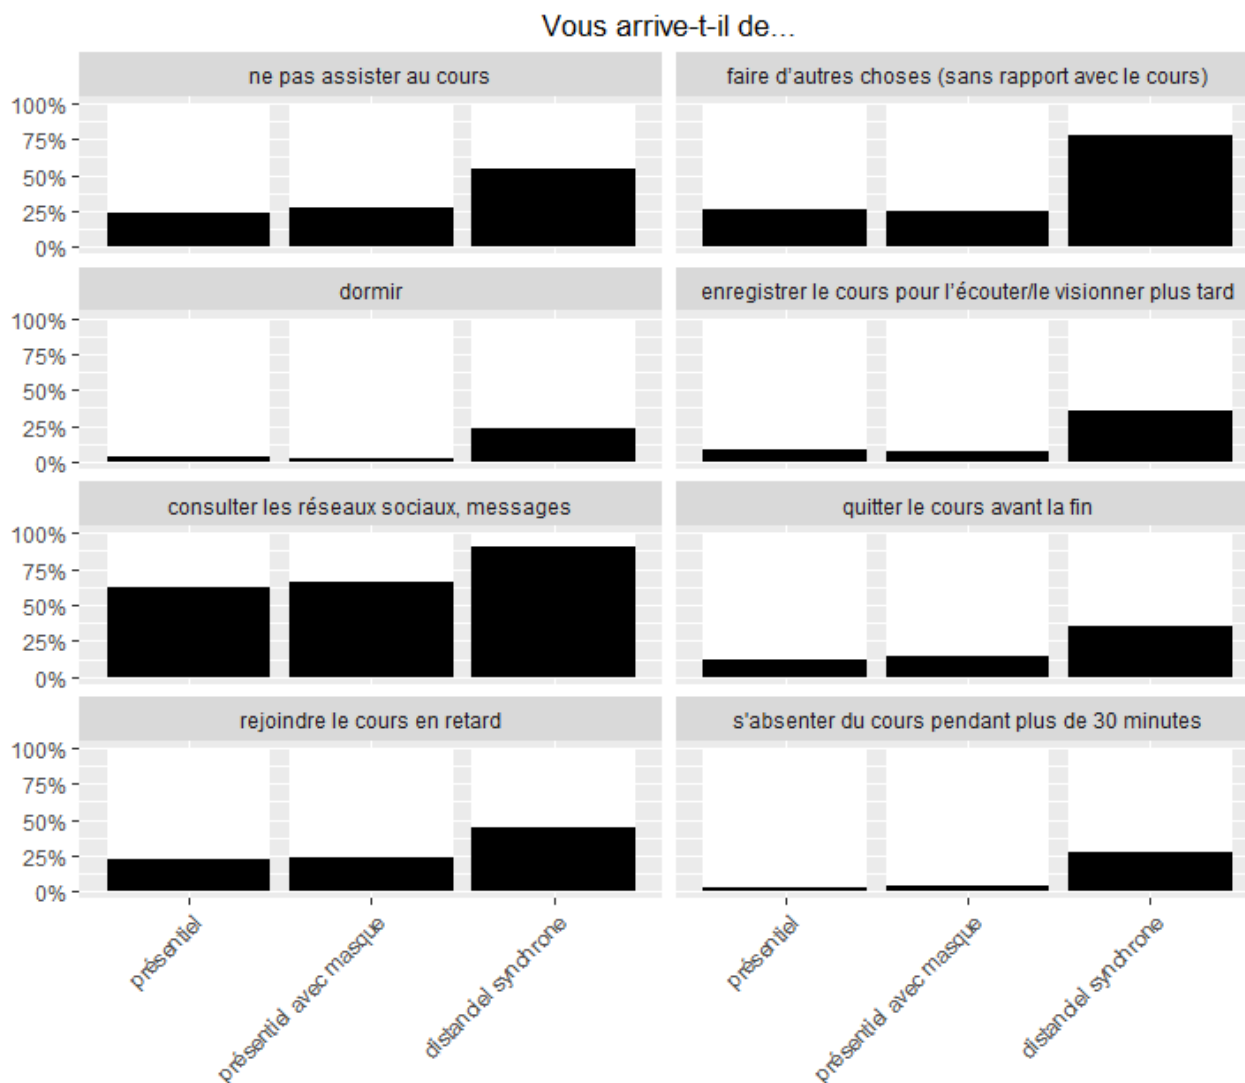 Vous arrive-t-il de...
ne pas assister au cours
faire d'autres choses (sans rapport avec le cours)
100%
75%
50%
25%
0%
dormir
enregistrer le cours pour l'écouter/le visionner plus tard
100%
75%
50%
25%
0%
consulter les réseaux sociaux, messages
quitter le cours avant la fin
100%
75%
50%
25%
0%
rejoindre le cours en retard
s'absenter du cours pendant plus de 30 minutes
100%
75%
50%
25%
0%
présentiel
présentiel avec masque
distanciel synchrone
présentiel
présentiel avec masque
distanciel synchrone